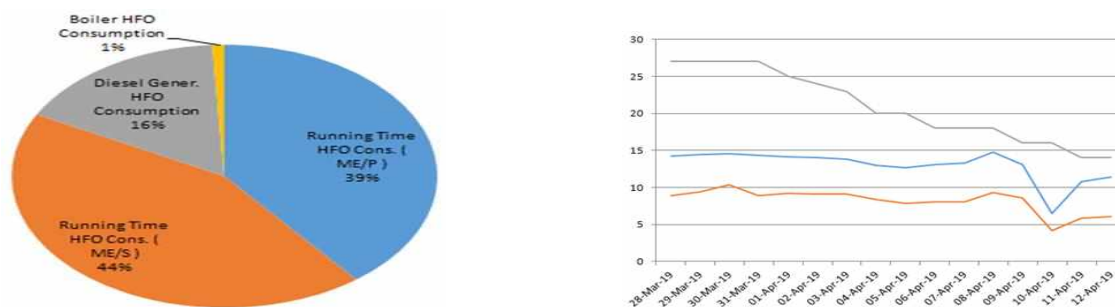 Boiler HFO
Consumption
1%
Diesel Gener.
HFO
Consumption
16%
Running Time
HFO Cons. (
ME/P )
39%
Running Time
HFO Cons. (
ME/S )
44%
30
25
20
15
10
5
0
28-Mar-19
29-Mar-19
30-Mar-19
31-Mar-19
01-Apr-19
02-Apr-19
03-Apr-19
04-Apr-19
05-Apr-19
06-Apr-19
07-Apr-19
08-Apr-19
09-Apr-19
10-Apr-19
11-Apr-19
12-Apr-19